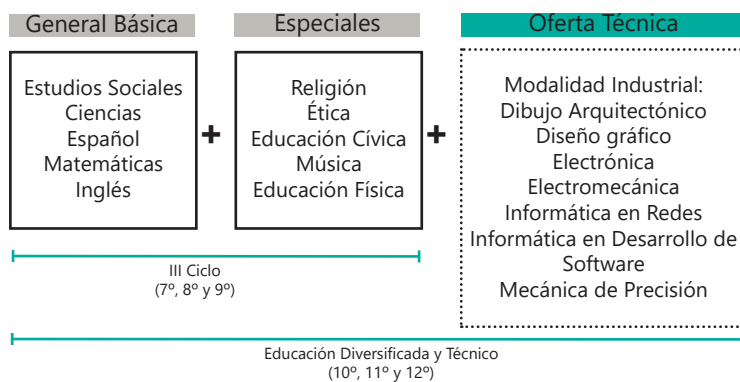 General Básica
Estudios Sociales
Ciencias
Español
Matemáticas
Inglés
+
Especiales
Religión
Ética
Educación Cívica
Música
Educación Física
+
Oferta Técnica
Modalidad Industrial:
Dibujo Arquitectónico
Diseño gráfico
Electrónica
Electromecánica
Informática en Redes
Informática en Desarrollo de
Software
Mecánica de Precisión
III Ciclo
(7º, 8º y 9º)
Educación Diversificada y Técnico
(10º, 11º y 12º)